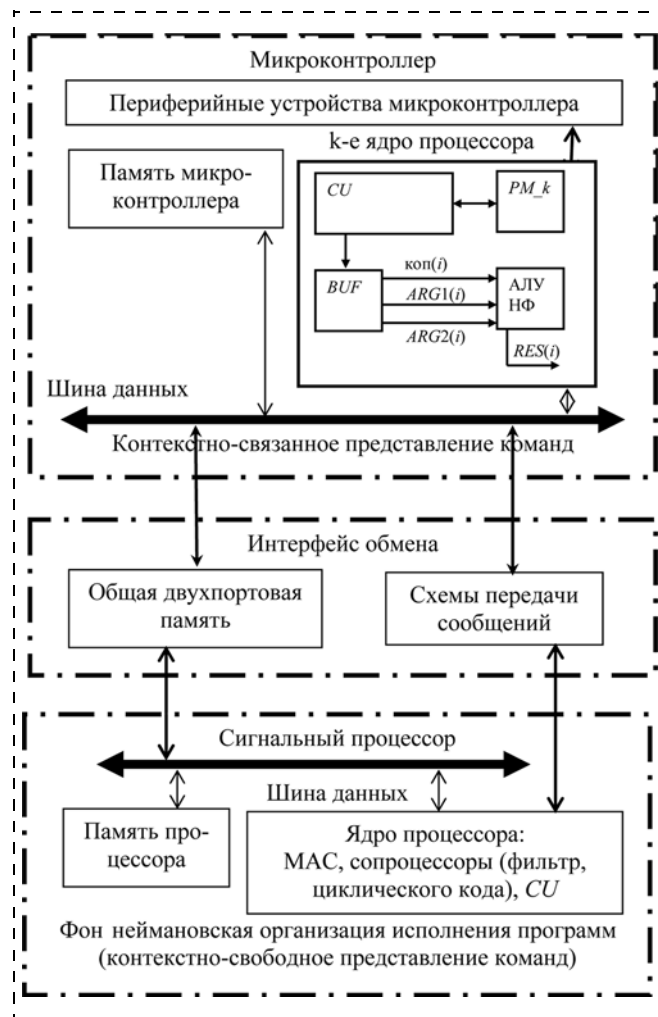 Микроконтроллер
Периферийные устройства микроконтроллера
k-е ядро процессора
Память микро-
контроллера
CU
PM_k
BUF
коп(i)
ARG1(i)
ARG2(i)
АЛУ
НФ
RES(i)
Шина данных
Контекстно-связанное представление команд
Интерфейс обмена
Общая двухпортовая
память
Схемы передачи
сообщений
Сигнальный процессор
Шина данных
Память про-
цессора
Ядро процессора:
МАС, сопроцессоры (фильтр,
циклического кода), CU
Фон неймановская организация исполнения программ
(контекстно-свободное представление команд)